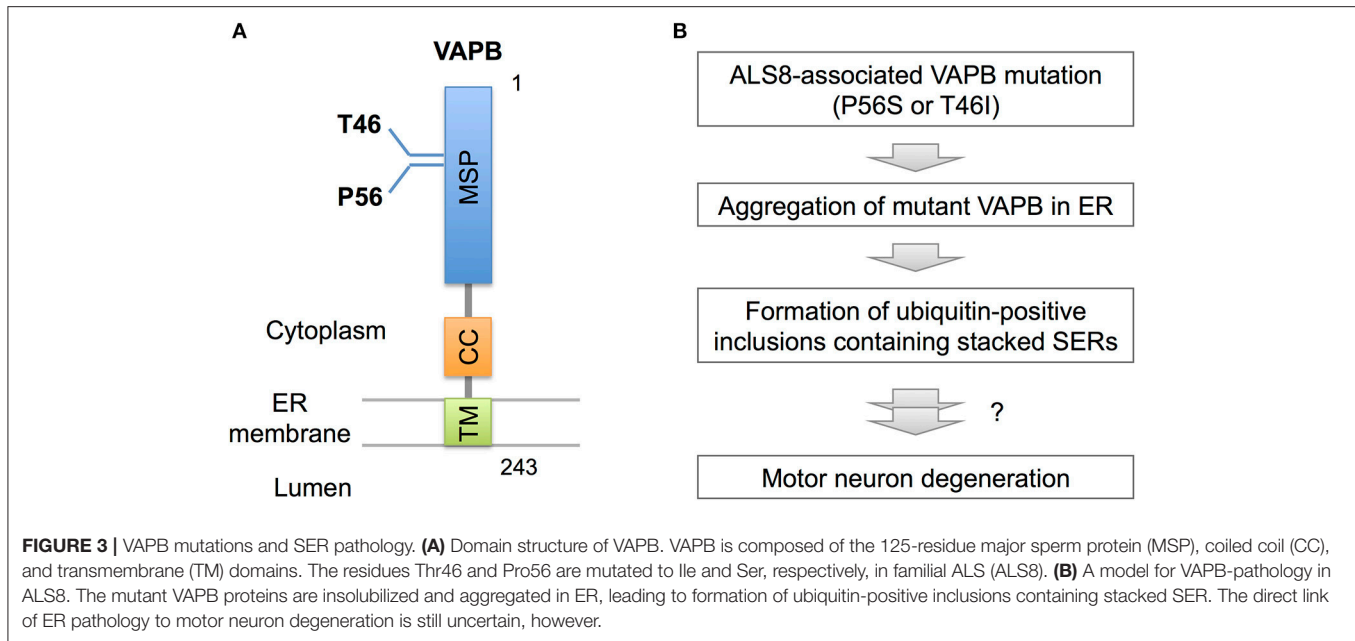 A
VAPB
1
T46
P56
MSP
Cytoplasm
CC
ER
membrane
TM
243
Lumen
B
ALS8-associated VAPB mutation
(P56S or T46I)
Aggregation of mutant VAPB in ER
Formation of ubiquitin-positive
inclusions containing stacked SERs
?
Motor neuron degeneration
FIGURE 3 | VAPB mutations and SER pathology. (A) Domain structure of VAPB. VAPB is composed of the 125-residue major sperm protein (MSP), coiled coil (CC),
and transmembrane (TM) domains. The residues Thr46 and Pro56 are mutated to Ile and Ser, respectively, in familial ALS (ALS8). (B) A model for VAPB-pathology in
ALS8. The mutant VAPB proteins are insolubilized and aggregated in ER, leading to formation of ubiquitin-positive inclusions containing stacked SER. The direct link
of ER pathology to motor neuron degeneration is still uncertain, however.